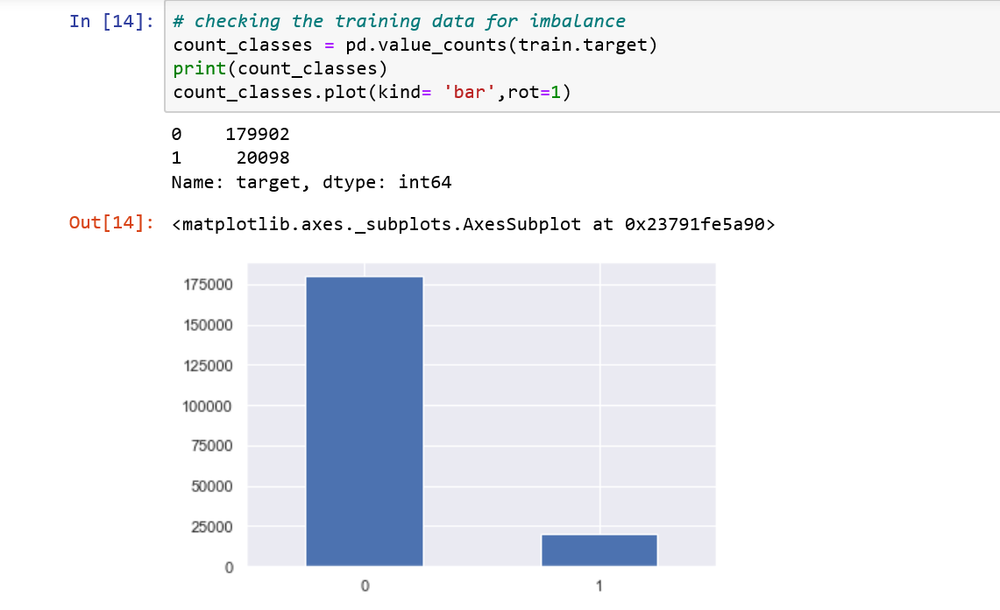 In [14]: # checking the training data for imbalance
count_classes = pd.value_counts(train.target)
print(count_classes)
count_classes.plot(kind= 'bar',rot=1)
0    179902
1     20098
Name: target, dtype: int64
Out[14]: <matplotlib.axes._subplots.AxesSubplot at 0x23791fe5a90>
175000
150000
125000
100000
75000
50000
25000
0
0 1